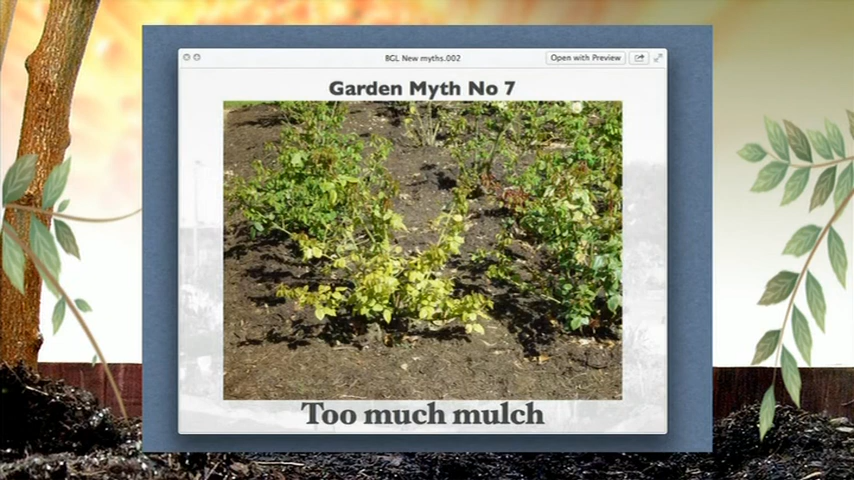 BGL New myths.002
Open with Preview
Garden Myth No 7
Too much mulch